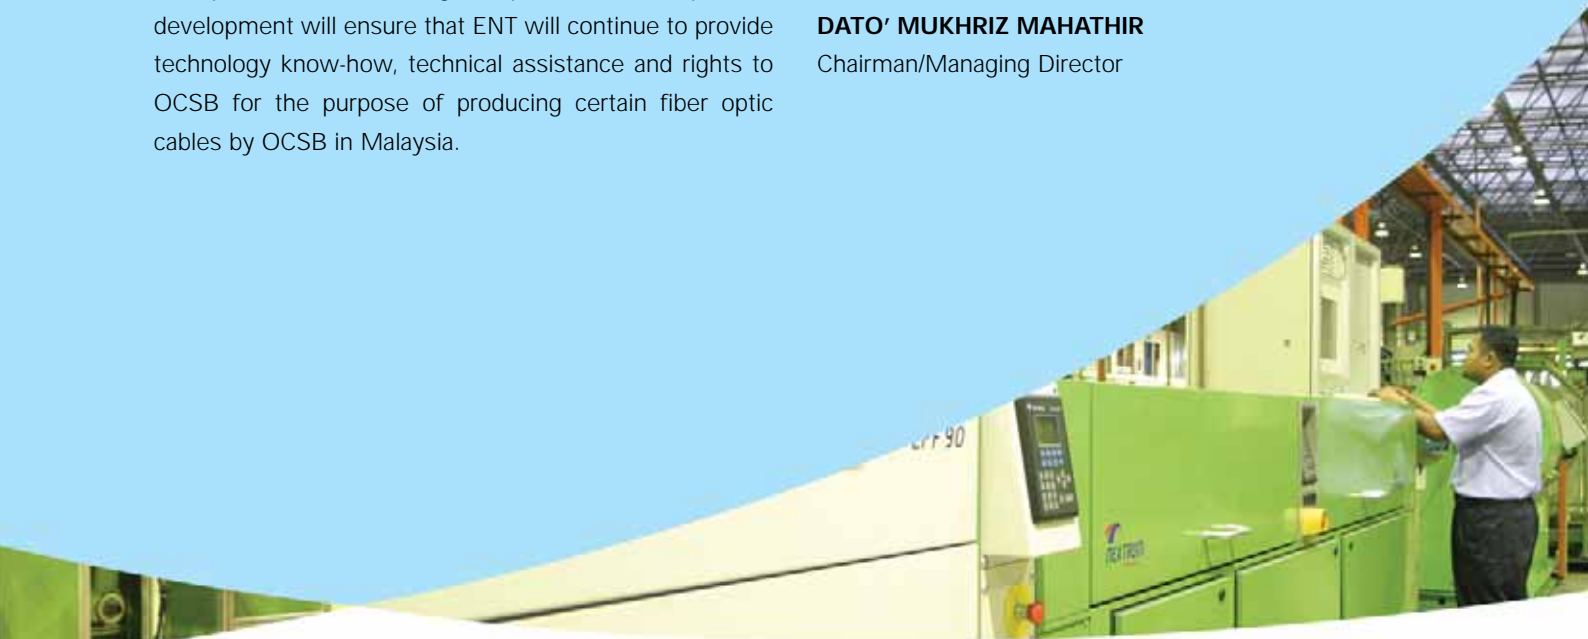 development will ensure that ENT will continue to provide
technology know-how, technical assistance and rights to
OCSB for the purpose of producing certain fiber optic
cables by OCSB in Malaysia.
DATO’ MUKHRIZ MAHATHIR
Chairman/Managing Director
90